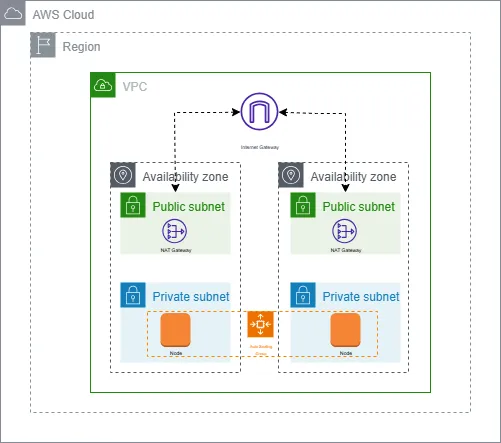 AWS Cloud
Region
VPC
Internet Gateway
Availability zone
Availability zone
Public subnet
Public subnet
NAT Gateway
NAT Gateway
Private subnet
Private subnet
Auto Scaling
Group
Node
Node